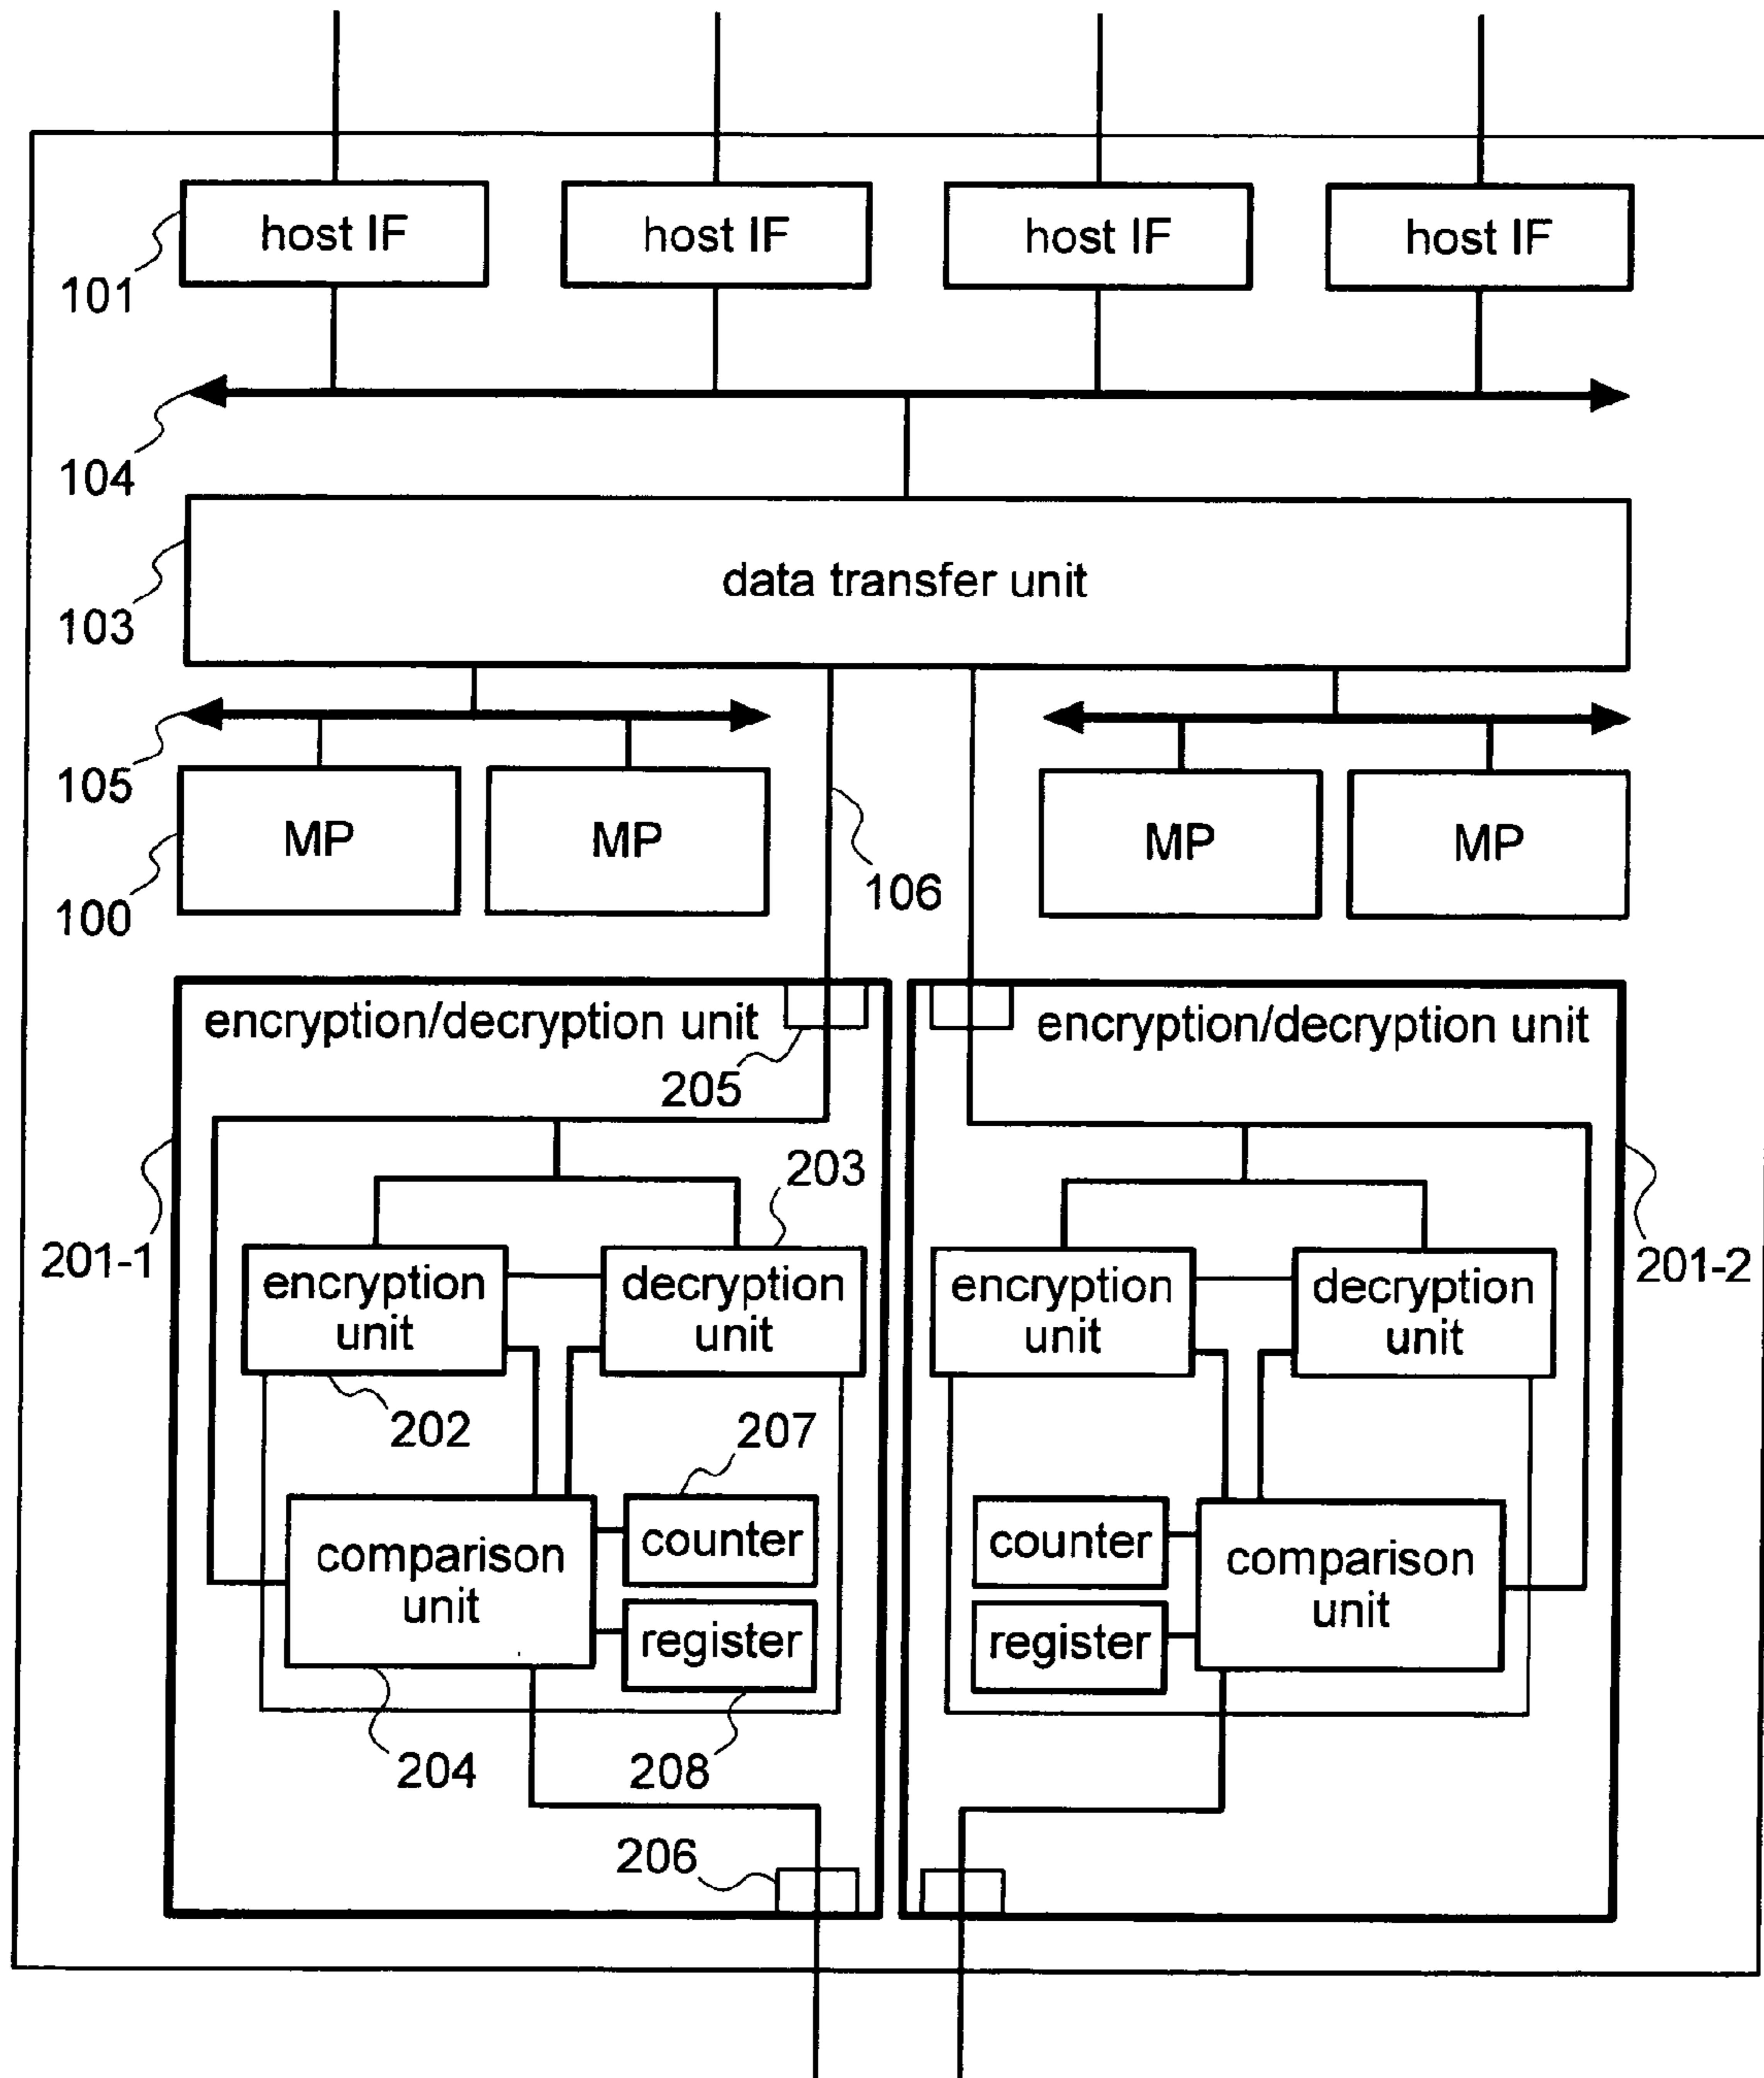 host IF
host IF
host IF
host IF
101
104
data transfer unit
103
105
MP
MP
MP
MP
100
106
encryption/decryption unit
encryption/decryption unit
205
203
201-1
201-2
encryption
unit
decryption
unit
encryption
unit
decryption
unit
202
207
comparison
unit
counter
register
counter
register
comparison
unit
204
208
206